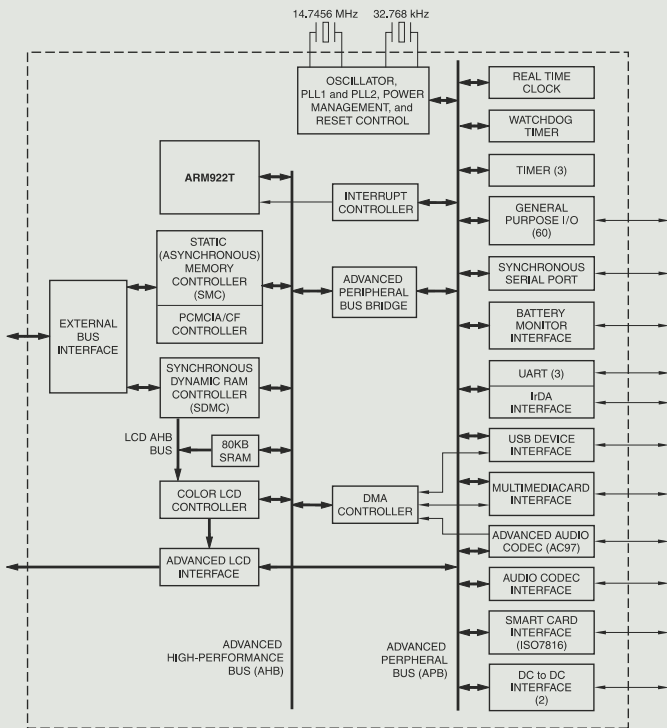 14.7456 MHz
32.768 kHz
OSCILLATOR,
PLL1 and PLL2, POWER
MANAGEMENT, and
RESET CONTROL
REAL TIME
CLOCK
WATCHDOG
TIMER
ARM922T
TIMER (3)
INTERRUPT
CONTROLLER
GENERAL
PURPOSE I/O
(60)
STATIC
(ASYNCHRONOUS)
MEMORY
CONTROLLER
(SMC)
PCMCIA/CF
CONTROLLER
ADVANCED
PERIPHERAL
BUS BRIDGE
SYNCHRONOUS
SERIAL PORT
EXTERNAL
BUS
INTERFACE
BATTERY
MONITOR
INTERFACE
SYNCHRONOUS
DYNAMIC RAM
CONTROLLER
(SDMC)
UART (3)
IrDA
INTERFACE
LCD AHB
BUS
80KB
SRAM
USB DEVICE
INTERFACE
COLOR LCD
CONTROLLER
DMA
CONTROLLER
MULTIMEDIACARD
INTERFACE
ADVANCED AUDIO
CODEC (AC97)
ADVANCED LCD
INTERFACE
AUDIO CODEC
INTERFACE
SMART CARD
INTERFACE
(ISO7816)
ADVANCED
HIGH-PERFORMANCE
BUS (AHB)
ADVANCED
PERPHERAL
BUS (APB)
DC to DC
INTERFACE
(2)